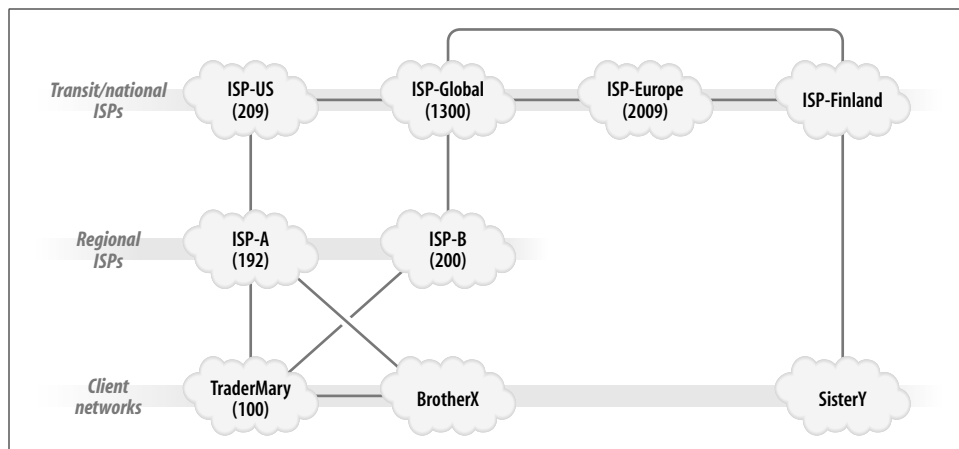 Transit/national
ISPs
ISP-US
(209)
ISP-Global
(1300)
ISP-Europe
(2009)
ISP-Finland
Regional
ISPs
ISP-A
(192)
ISP-B
(200)
Client
networks
TraderMary
(100)
BrotherX
SisterY